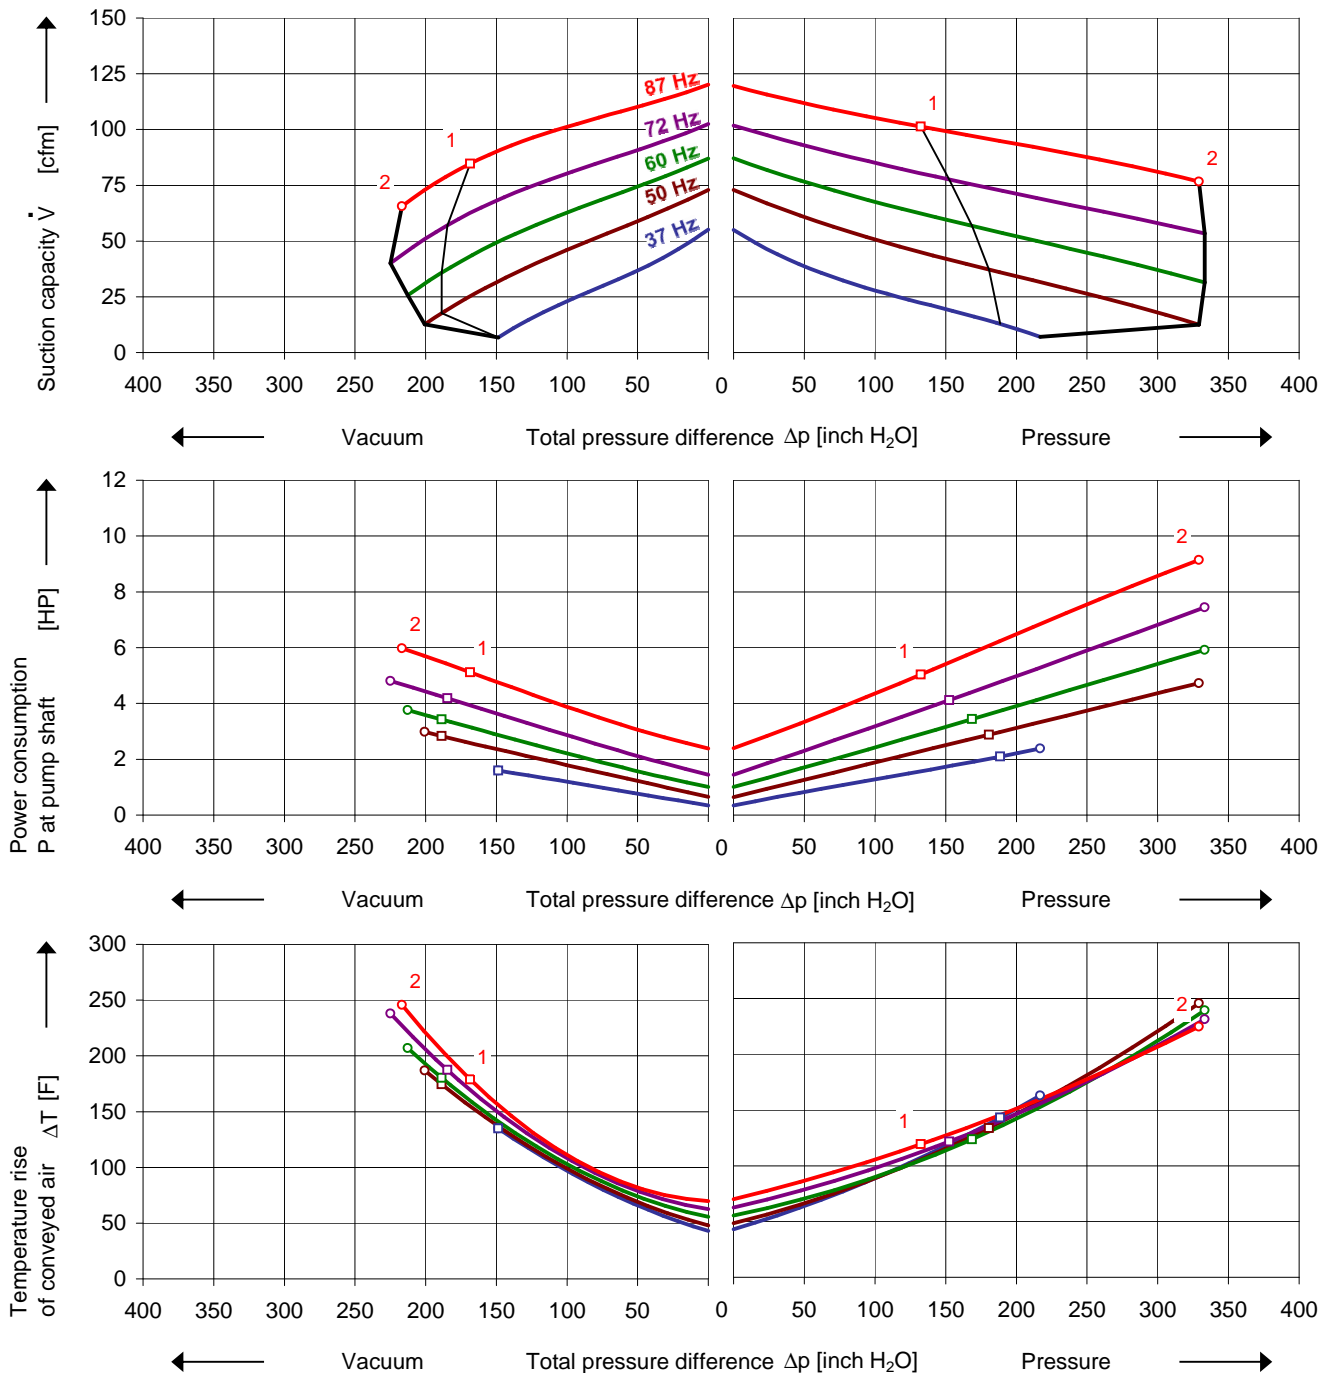 150
125
100
75
50
25
0
Suction capacity V̇ [cfm]
87 Hz
72 Hz
60 Hz
50 Hz
37 Hz
1
2
1
2
400 350 300 250 200 150 100 50 0 50 100 150 200 250 300 350 400
Vacuum Total pressure difference Δp [inch H₂O] Pressure
12
10
8
6
4
2
0
Power consumption
P at pump shaft [HP]
2
1
1
2
400 350 300 250 200 150 100 50 0 50 100 150 200 250 300 350 400
Vacuum Total pressure difference Δp [inch H₂O] Pressure
300
250
200
150
100
50
0
Temperature rise
of conveyed air ΔT [F]
2
1
1
2
400 350 300 250 200 150 100 50 0 50 100 150 200 250 300 350 400
Vacuum Total pressure difference Δp [inch H₂O] Pressure